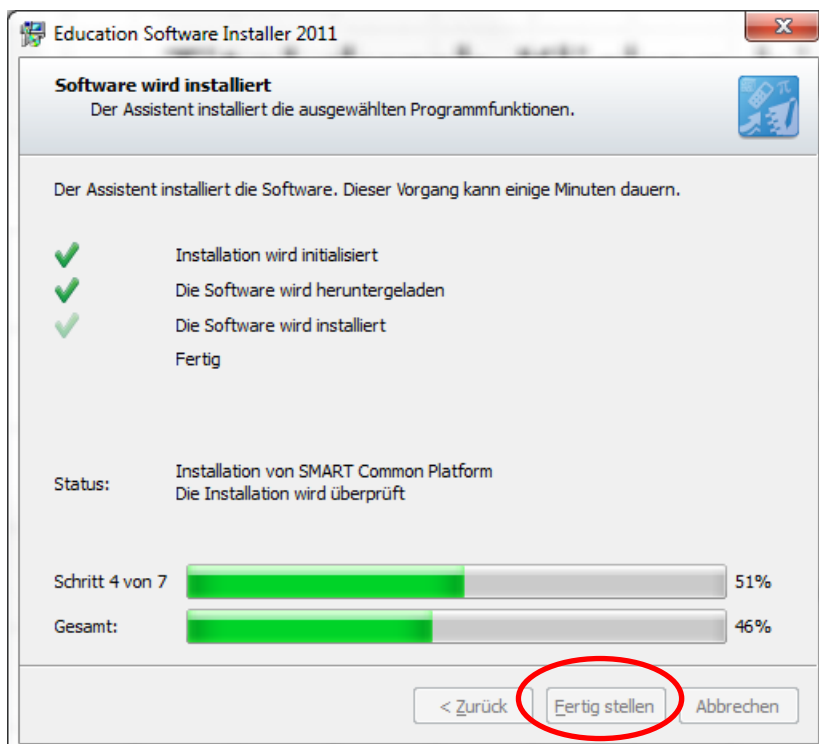 Education Software Installer 2011
Software wird installiert
Der Assistent installiert die ausgewählten Programmfunktionen.
Der Assistent installiert die Software. Dieser Vorgang kann einige Minuten dauern.
Installation wird initialisiert
Die Software wird heruntergeladen
Die Software wird installiert
Fertig
Status:
Installation von SMART Common Platform
Die Installation wird überprüft
Schritt 4 von 7 51%
Gesamt: 46%
< Zurück Fertig stellen Abbrechen